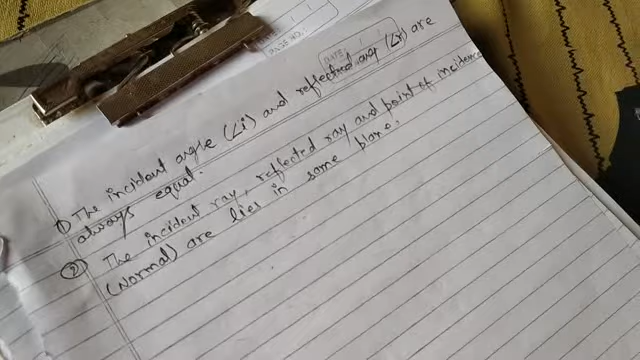 ① The incident angle (∠i) and reflected angle (∠r) are
always equal.
② The incident ray, reflected ray and point of incidence
(Normal) are lies in same plane.